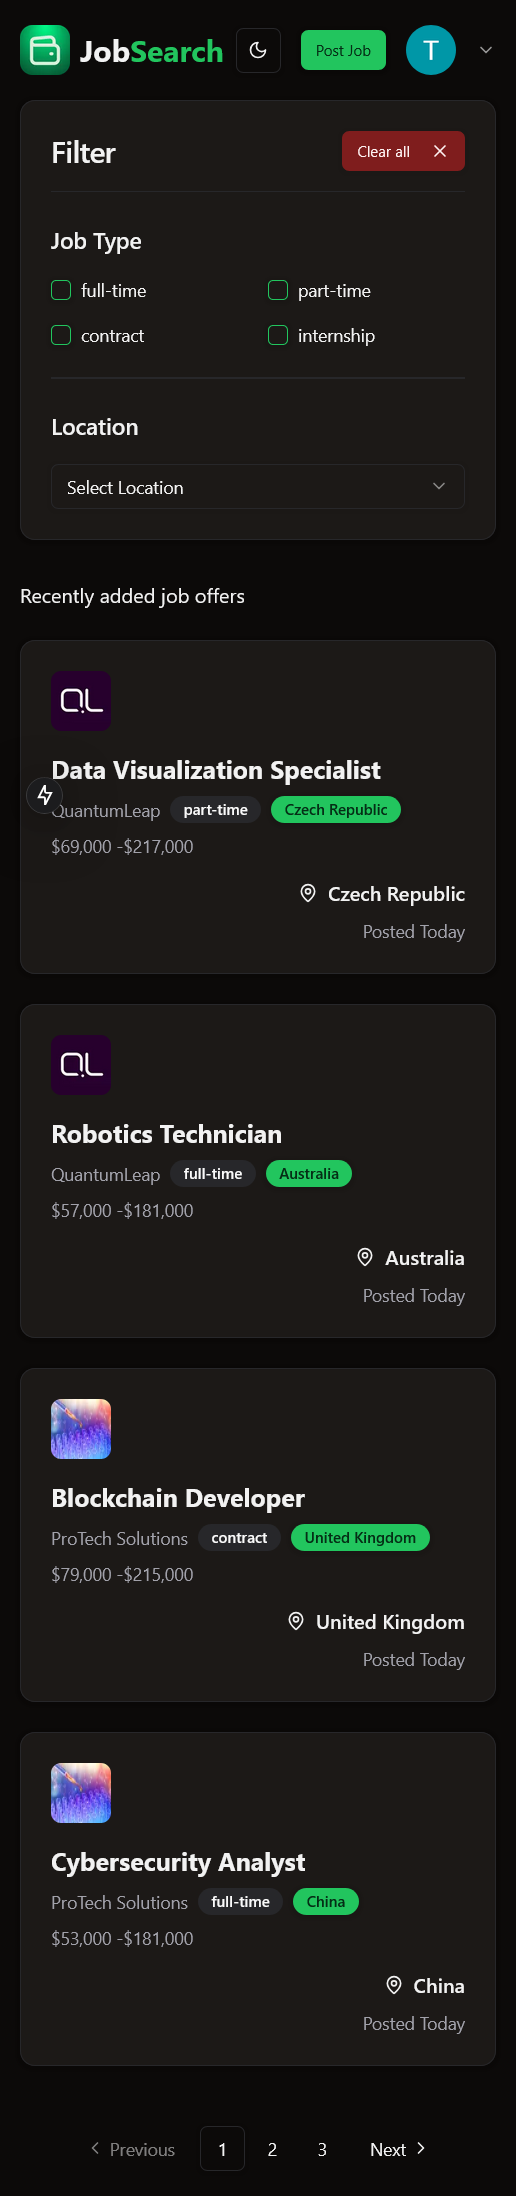 JobSearch
Post Job
T
Filter
Clear all
Job Type
full-time
part-time
contract
internship
Location
Select Location
Recently added job offers
QL
Data Visualization Specialist
QuantumLeap part-time Czech Republic
$69,000 -$217,000
Czech Republic
Posted Today
QL
Robotics Technician
QuantumLeap full-time Australia
$57,000 -$181,000
Australia
Posted Today
Blockchain Developer
ProTech Solutions contract United Kingdom
$79,000 -$215,000
United Kingdom
Posted Today
Cybersecurity Analyst
ProTech Solutions full-time China
$53,000 -$181,000
China
Posted Today
Previous 1 2 3 Next